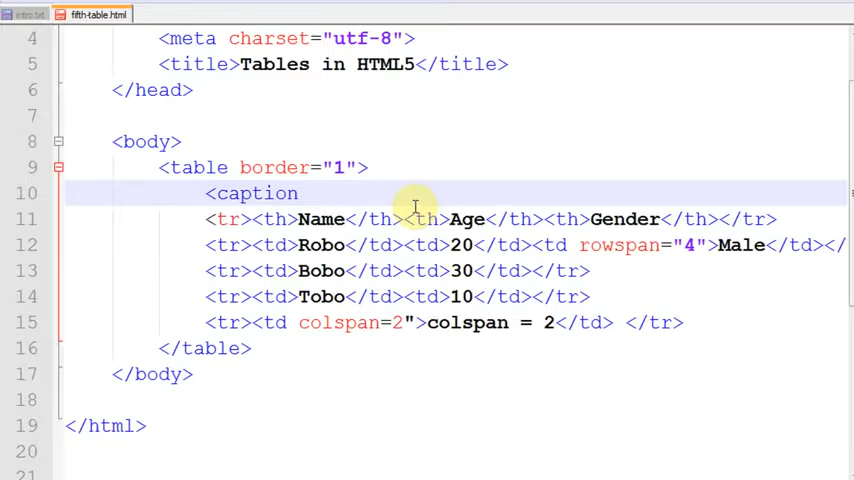 intro.txt fifth-table.html
4 <meta charset="utf-8">
5 <title>Tables in HTML5</title>
6 </head>
7
8 <body>
9 <table border="1">
10 <caption
11 <tr><th>Name</th><th>Age</th><th>Gender</th></tr>
12 <tr><td>Robo</td><td>20</td><td rowspan="4">Male</td></
13 <tr><td>Bobo</td><td>30</td></tr>
14 <tr><td>Tobo</td><td>10</td></tr>
15 <tr><td colspan=2">colspan = 2</td> </tr>
16 </table>
17 </body>
18
19 </html>
20
21